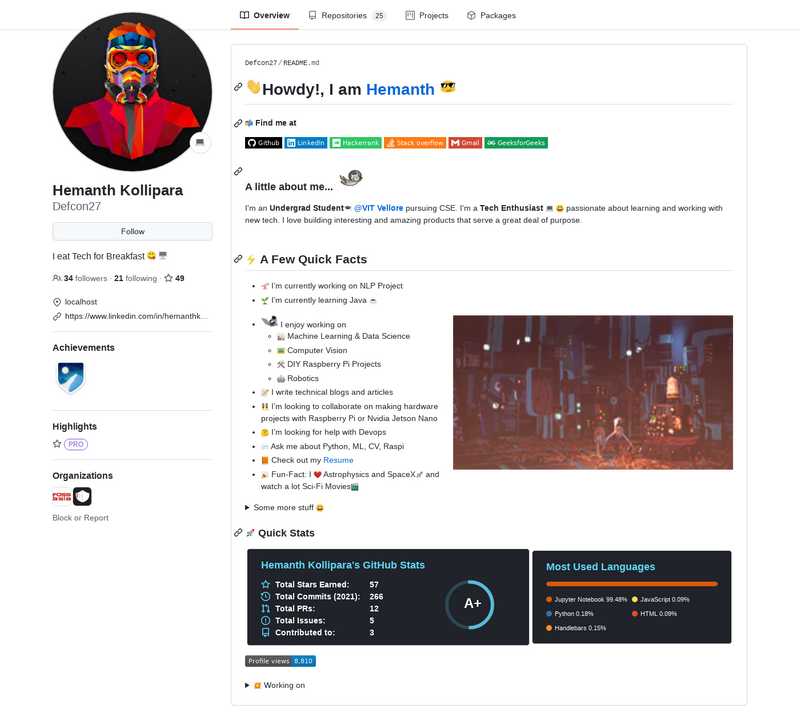 Overview
Repositories 25
Projects
Packages
Hemanth Kollipara
Defcon27
Follow
I eat Tech for Breakfast 😋 🖥️
34 followers · 21 following · 49
localhost
https://www.linkedin.com/in/hemanthk...
Achievements
Highlights
PRO
Organizations
Block or Report
Defcon27/README.md
👋Howdy!, I am Hemanth 😎
📫 Find me at
Github
LinkedIn
Hackerrank
Stack overflow
Gmail
GeeksforGeeks
A little about me...
I'm an Undergrad Student @VIT Vellore pursuing CSE. I'm a Tech Enthusiast 💻 😄 passionate about learning and working with
new tech. I love building interesting and amazing products that serve a great deal of purpose.
⚡ A Few Quick Facts
I'm currently working on NLP Project
🌱 I'm currently learning Java ☕
I enjoy working on
Machine Learning & Data Science
Computer Vision
🛠️ DIY Raspberry Pi Projects
🤖 Robotics
📝 I write technical blogs and articles
👯 I'm looking to collaborate on making hardware
projects with Raspberry Pi or Nvidia Jetson Nano
🤔 I'm looking for help with Devops
💬 Ask me about Python, ML, CV, Raspi
📙 Check out my Resume
🎉 Fun-Fact: I ❤️ Astrophysics and SpaceX🚀 and
watch a lot Sci-Fi Movies🎬
Some more stuff 😄
🚀 Quick Stats
Hemanth Kollipara's GitHub Stats
Total Stars Earned: 57
Total Commits (2021): 266
Total PRs: 12
Total Issues: 5
Contributed to: 3
A+
Most Used Languages
Jupyter Notebook 99.48%
JavaScript 0.09%
Python 0.18%
HTML 0.09%
Handlebars 0.15%
Profile views 8,810
💥 Working on